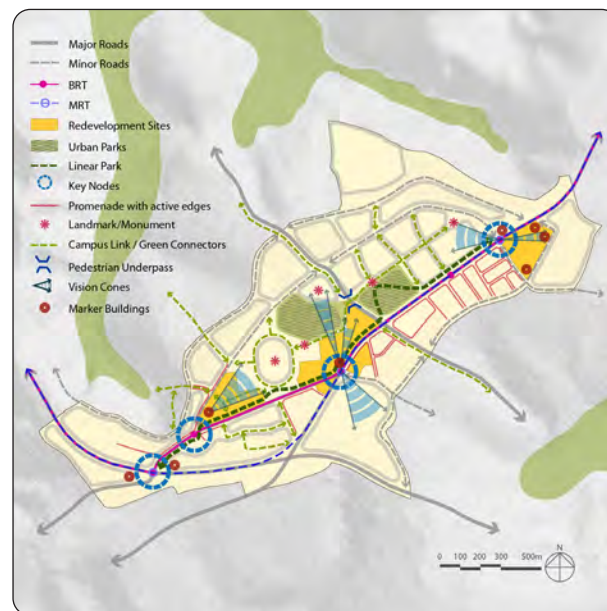 Major Roads
Minor Roads
BRT
MRT
Redevelopment Sites
Urban Parks
Linear Park
Key Nodes
Promenade with active edges
Landmark/Monument
Campus Link / Green Connectors
Pedestrian Underpass
Vision Cones
Marker Buildings
N
0 100 200 300 500m